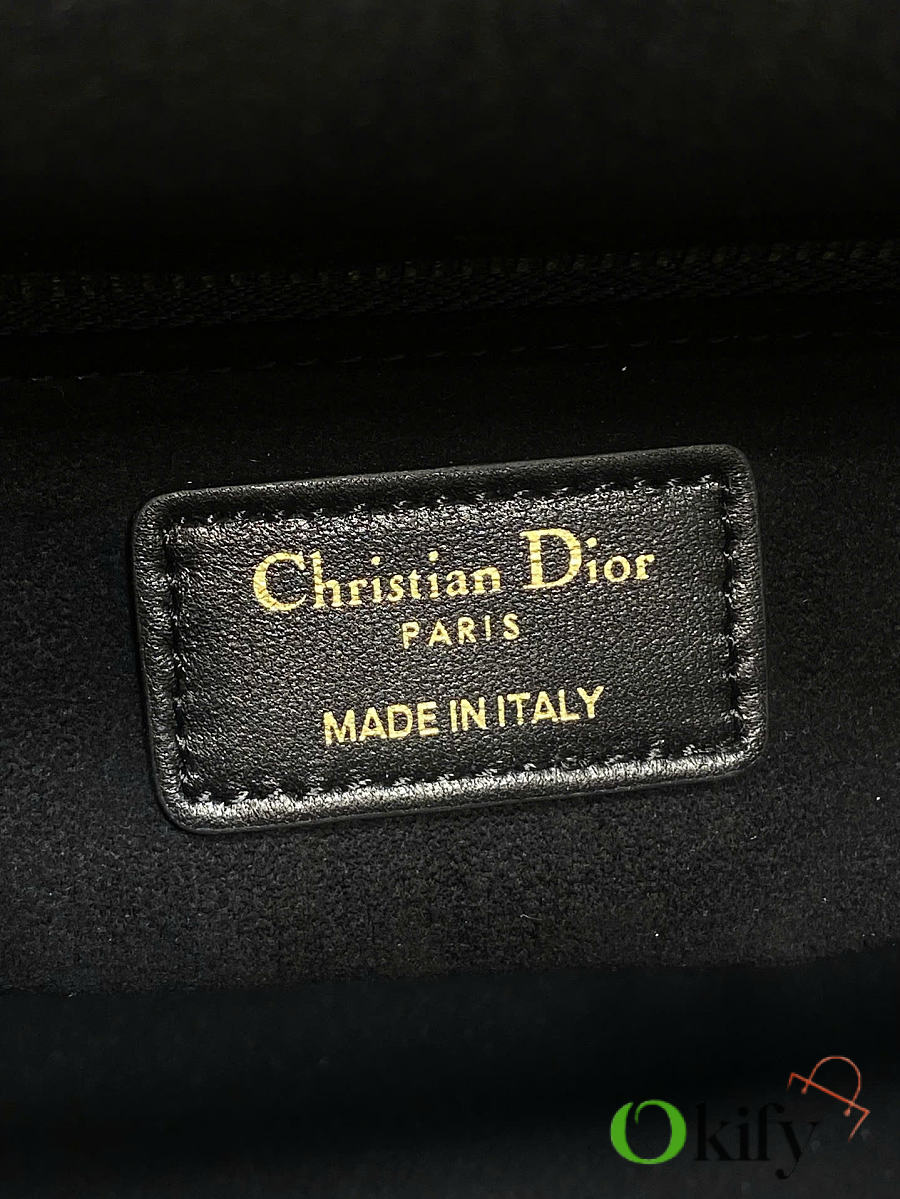 Christian Dior
PARIS
MADE IN ITALY
Okify